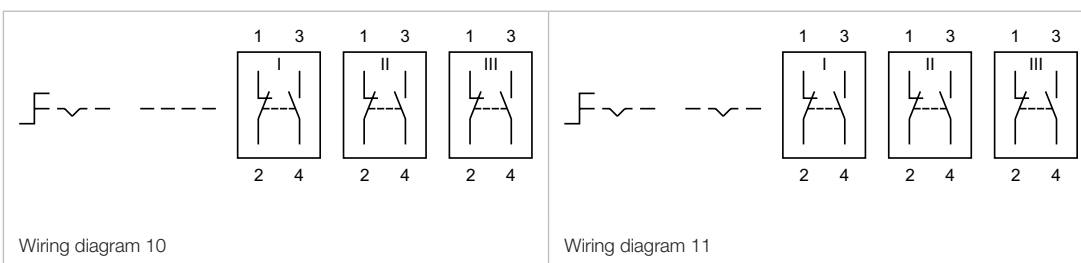 1 3 1 3 1 3 1 3 1 3 1 3
I II III I II III
2 4 2 4 2 4 2 4 2 4 2 4
Wiring diagram 10
Wiring diagram 11